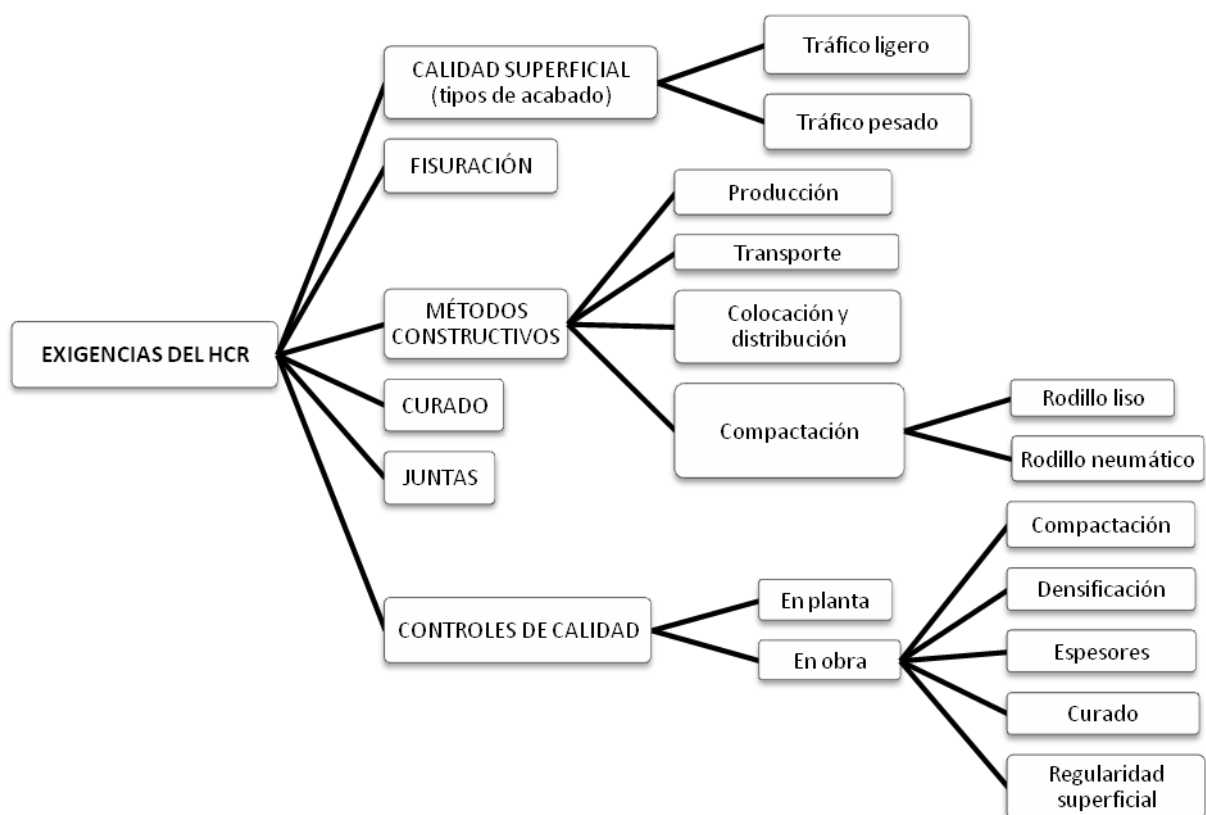 EXIGENCIAS DEL HCR
CALIDAD SUPERFICIAL
(tipos de acabado)
Tráfico ligero
Tráfico pesado
FISURACIÓN
MÉTODOS
CONSTRUCTIVOS
Producción
Transporte
Colocación y
distribución
Compactación
Rodillo liso
Rodillo neumático
CURADO
JUNTAS
CONTROLES DE CALIDAD
En planta
En obra
Compactación
Densificación
Espesores
Curado
Regularidad
superficial